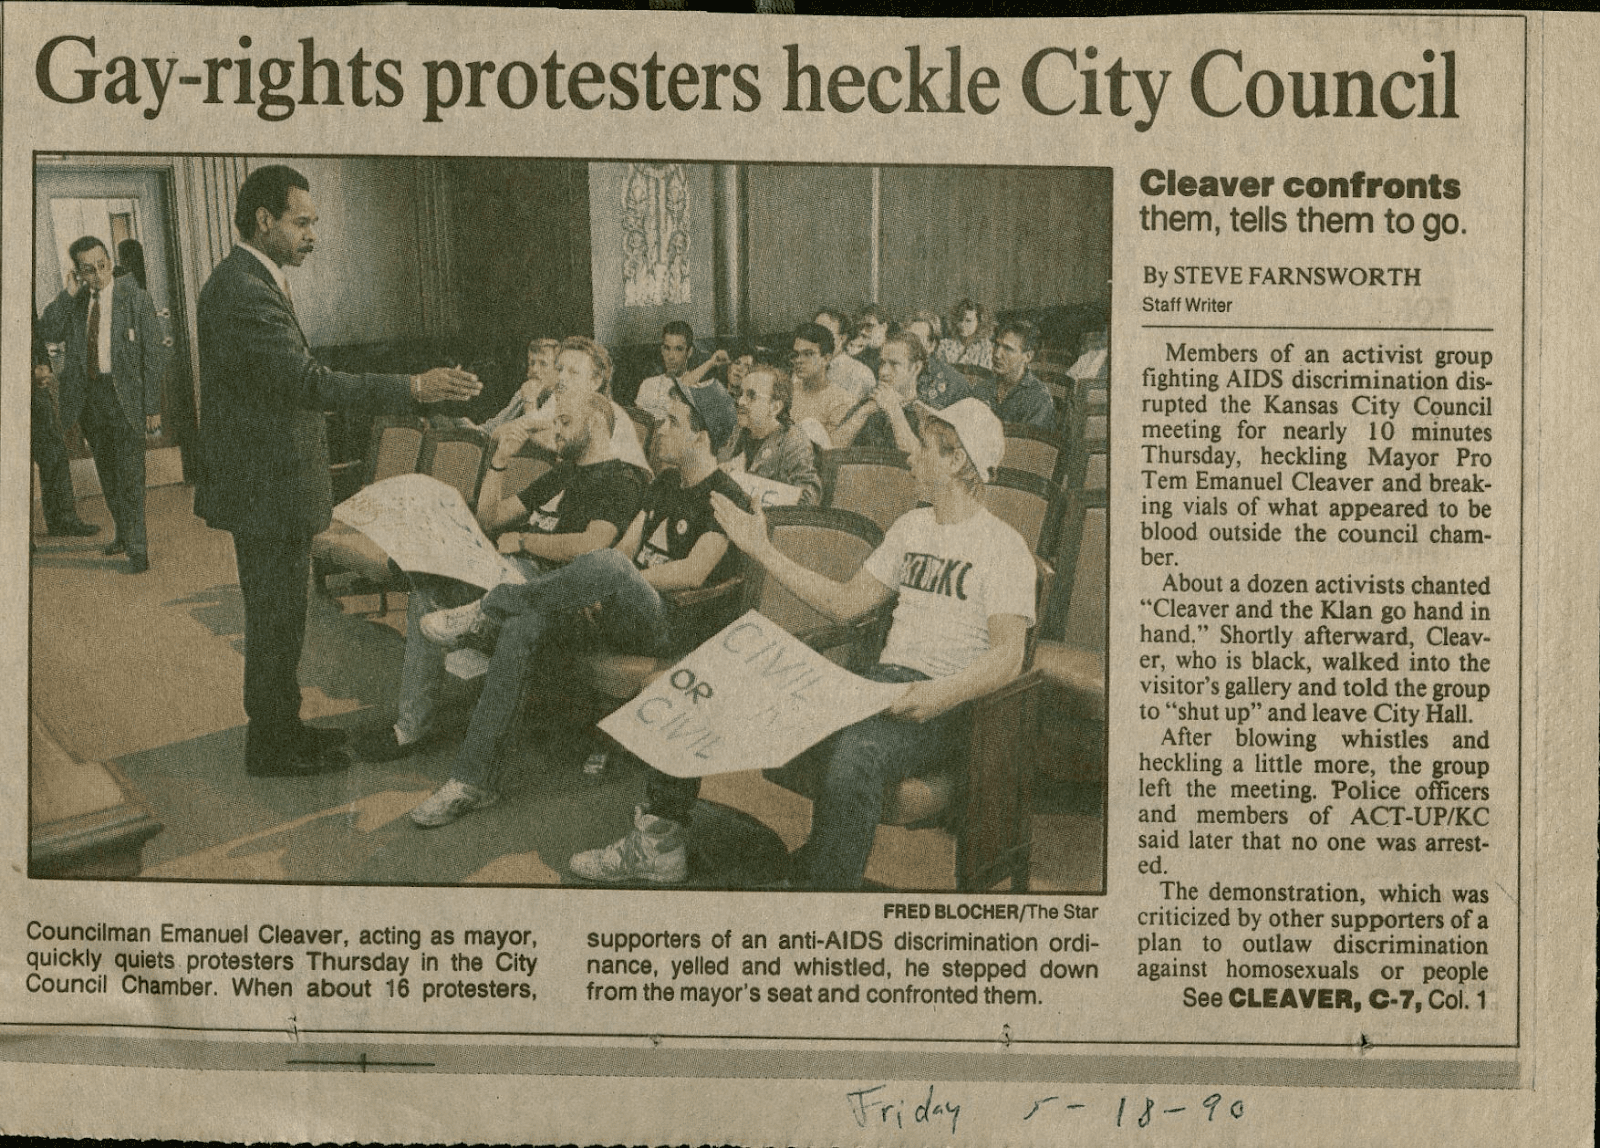 Gay-rights protesters heckle City Council
CIVIL
OR
CIVIL
KC
FRED BLOCHER/The Star
Councilman Emanuel Cleaver, acting as mayor,
quickly quiets protesters Thursday in the City
Council Chamber. When about 16 protesters,
supporters of an anti-AIDS discrimination ordi-
nance, yelled and whistled, he stepped down
from the mayor's seat and confronted them.
Cleaver confronts
them, tells them to go.
By STEVE FARNSWORTH
Staff Writer
Members of an activist group
fighting AIDS discrimination dis-
rupted the Kansas City Council
meeting for nearly 10 minutes
Thursday, heckling Mayor Pro
Tem Emanuel Cleaver and break-
ing vials of what appeared to be
blood outside the council cham-
ber.
About a dozen activists chanted
"Cleaver and the Klan go hand in
hand." Shortly afterward, Cleav-
er, who is black, walked into the
visitor's gallery and told the group
to "shut up" and leave City Hall.
After blowing whistles and
heckling a little more, the group
left the meeting. Police officers
and members of ACT-UP/KC
said later that no one was arrest-
ed.
The demonstration, which was
criticized by other supporters of a
plan to outlaw discrimination
against homosexuals or people
See CLEAVER, C-7, Col. 1
Friday 5-18-90